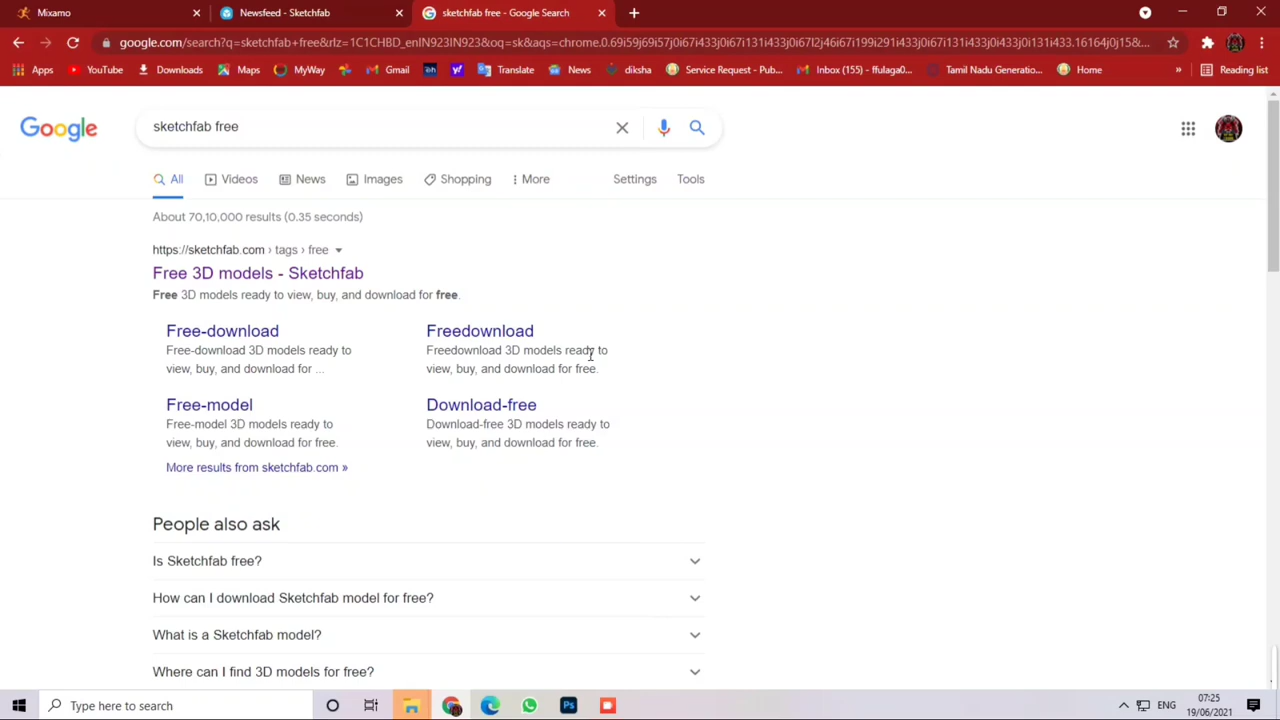 Mixamo
Newsfeed - Sketchfab
sketchfab free - Google Search
google.com/search?q=sketchfab+free&rlz=1C1CHBD_enIN923IN923&oq=sk&aqs=chrome.0.69i59j69i57j0i67i433j0i67i131i433j0i67l2j46i67i199i291i433j0i433j0i131i433.16164j0j15&...
Apps
YouTube
Downloads
Maps
MyWay
Gmail
Translate
News
diksha
Service Request - Pub...
Inbox (155) - ffulaga0...
Tamil Nadu Generatio...
Home
»
Reading list
Google
sketchfab free
All
Videos
News
Images
Shopping
More
Settings
Tools
About 70,10,000 results (0.35 seconds)
https://sketchfab.com › tags › free
Free 3D models - Sketchfab
Free 3D models ready to view, buy, and download for free.
Free-download
Free-download 3D models ready to
view, buy, and download for ...
Freedownload
Freedownload 3D models ready to
view, buy, and download for free.
Free-model
Free-model 3D models ready to
view, buy, and download for free.
Download-free
Download-free 3D models ready to
view, buy, and download for free.
More results from sketchfab.com »
People also ask
Is Sketchfab free?
How can I download Sketchfab model for free?
What is a Sketchfab model?
Where can I find 3D models for free?
Type here to search
Ps
ENG
07:25
19/06/2021